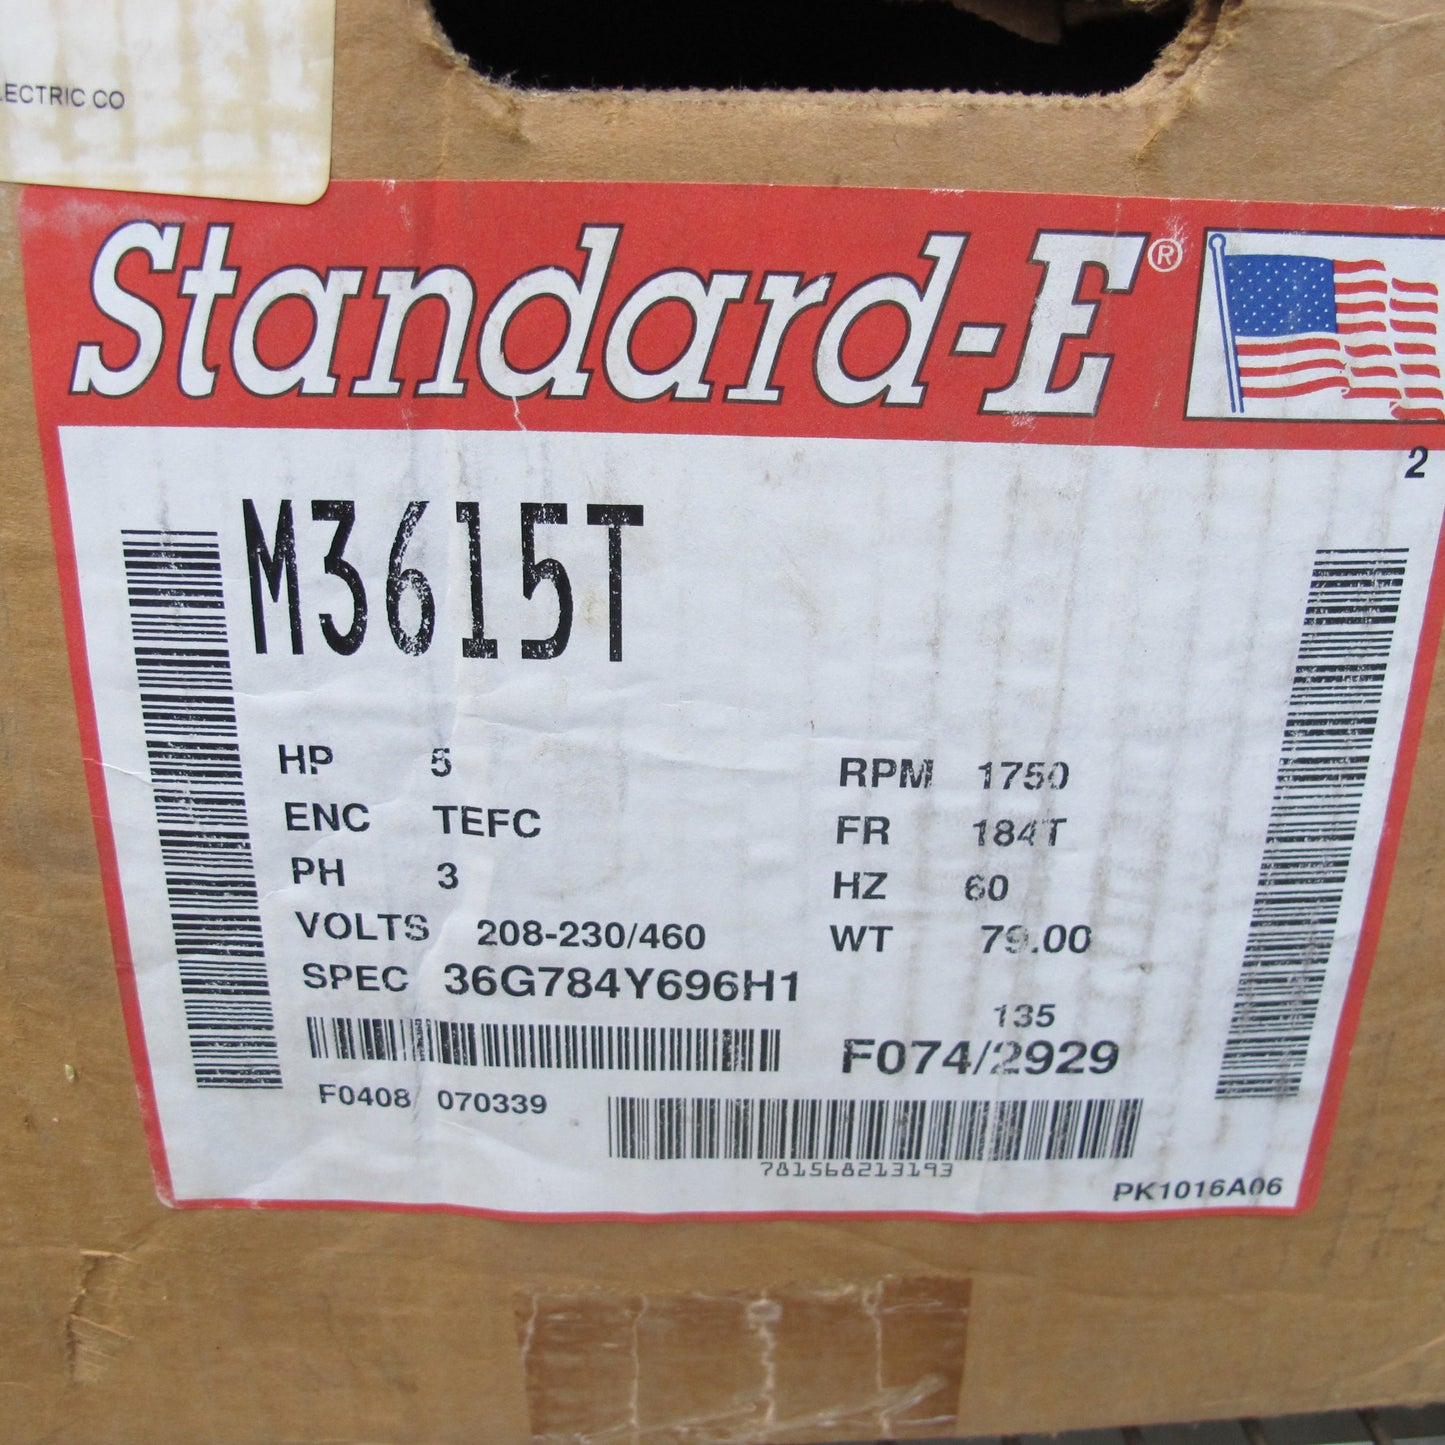 LECTRIC CO
Standard-E®
2
M3615T
HP 5 RPM 1750
ENC TEFC FR 184T
PH 3 HZ 60
VOLTS 208-230/460 WT 79.00
SPEC 36G784Y696H1
135
F074/2929
F0408 070339
781568213193
PK1016A06